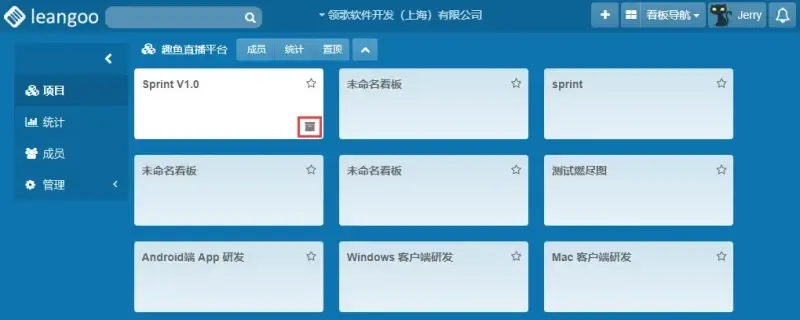 leangoo
领歌软件开发（上海）有限公司
看板导航
Jerry
趣鱼直播平台
成员
统计
置顶
项目
统计
成员
管理
Sprint V1.0
未命名看板
sprint
未命名看板
未命名看板
测试燃尽图
Android端 App 研发
Windows 客户端研发
Mac 客户端研发